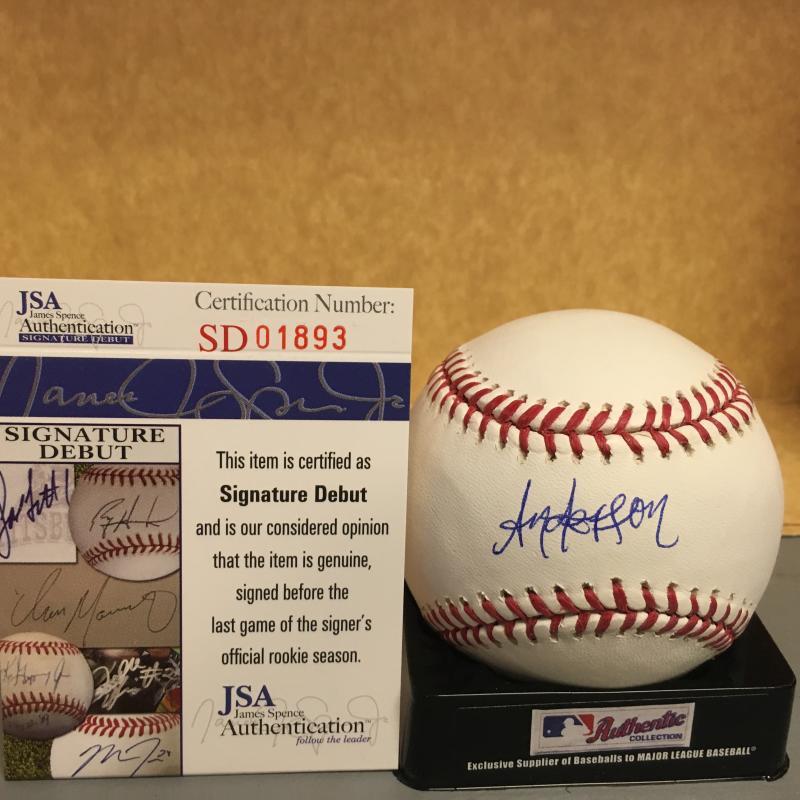 JSA
James Spence
Authentication™
SIGNATURE DEBUT
Certification Number:
SD01893
SIGNATURE
DEBUT
This item is certified as
Signature Debut
and is our considered opinion
that the item is genuine,
signed before the
last game of the signer's
official rookie season.
JSA
James Spence
Authentication™
follow the leader
Anderson
Authentic
COLLECTION
Exclusive Supplier of Baseballs to MAJOR LEAGUE BASEBALL®